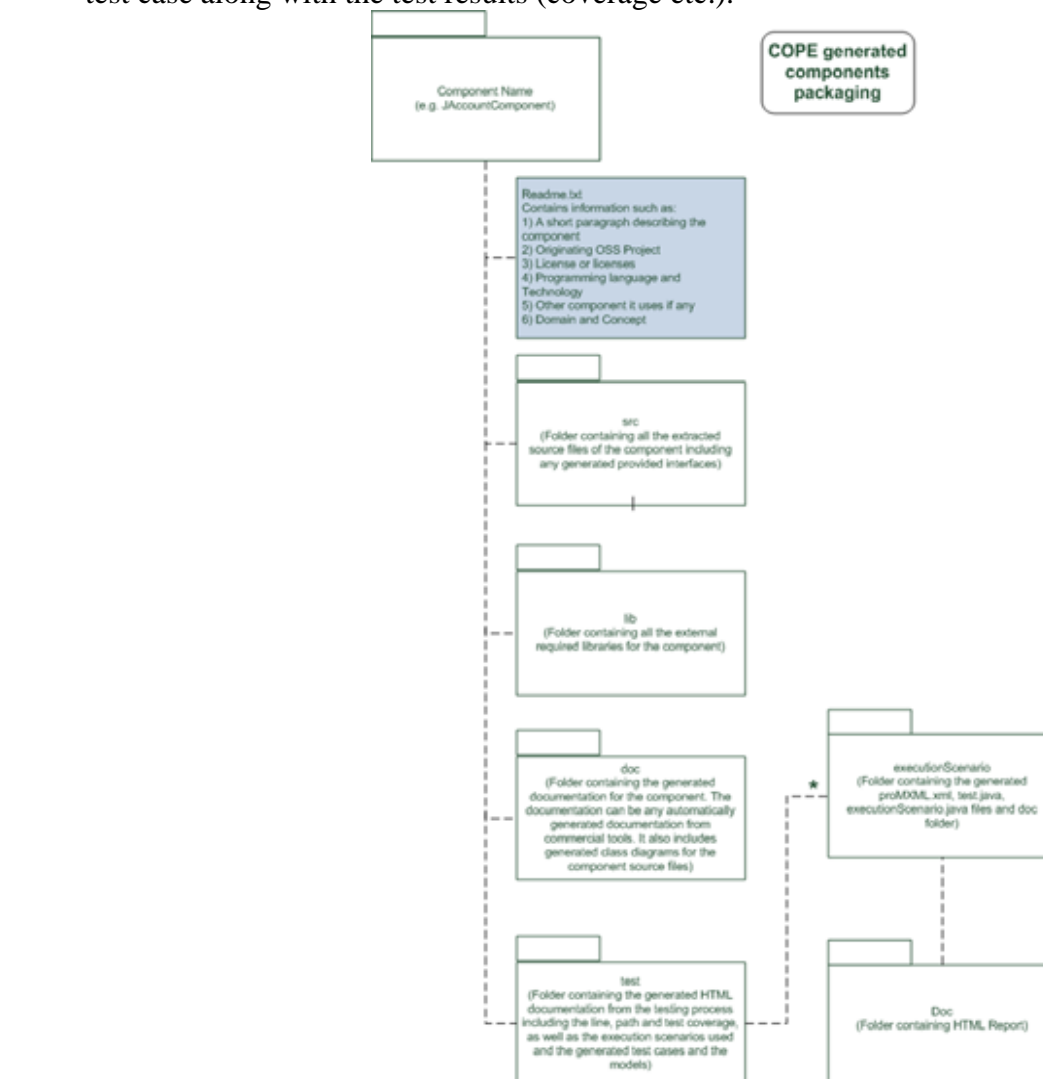 test case along with the test results (coverage etc.).
COPE generated
components
packaging
Component Name
(e.g. JAccountComponent)
Readme.txt
Contains information such as:
1) A short paragraph describing the
component
2) Originating OSS Project
3) License or licenses
4) Programming language and
Technology
5) Other component it uses if any
6) Domain and Concept
src
(Folder containing all the extracted
source files of the component including
any generated provided interfaces)
lib
(Folder containing all the external
required libraries for the component)
doc
(Folder containing the generated
documentation for the component. The
documentation can be any automatically
generated documentation from
commercial tools. It also includes
generated class diagrams for the
component source files)
*
executionScenario
(Folder containing the generated
proMXML.xml, test.java,
executionScenario.java files and doc
folder)
test
(Folder containing the generated HTML
documentation from the testing process
including the line, path and test coverage,
as well as the execution scenarios used
and the generated test cases and the
models)
Doc
(Folder containing HTML Report)